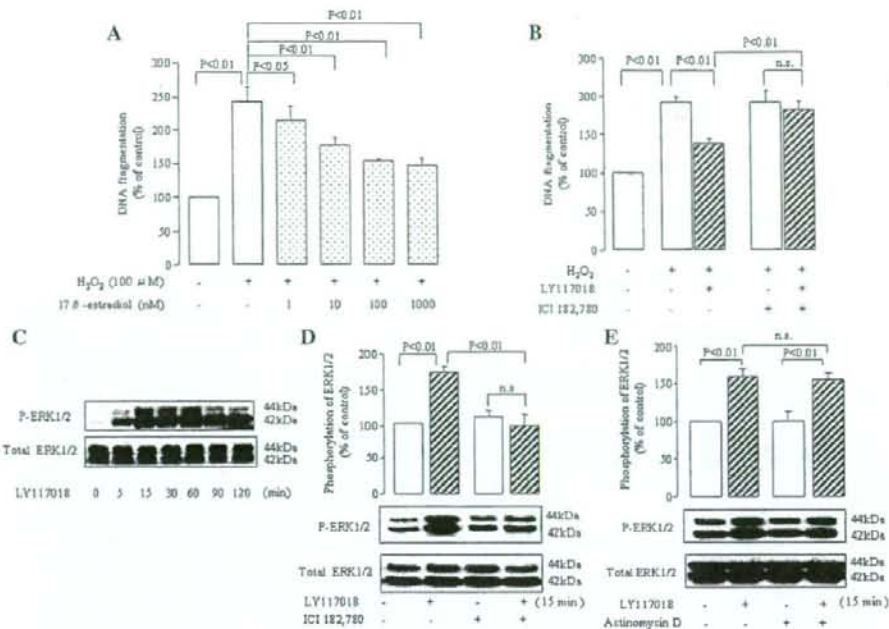 A
P<0.01
P<0.01
P<0.01
P<0.01 P<0.05
DNA fragmentation
(% of control)
300
250
200
150
100
50
0
H2O2 (100 μM) - + + + + +
17β-estradiol (nM) - - 1 10 100 1000
B
P<0.01
P<0.01 P<0.01 n.s.
DNA fragmentation
(% of control)
300
200
150
100
50
0
H2O2 - + + + +
LY117018 - - + - +
ICI 182,780 - - - + +
C
P-ERK1/2 44kDa
42kDa
Total ERK1/2 44kDa
42kDa
LY117018 0 5 15 30 60 90 120 (min)
D
P<0.01 P<0.01
n.s
Phosphorylation of ERK1/2
(% of control)
200
150
100
50
0
P-ERK1/2 44kDa
42kDa
Total ERK1/2 44kDa
42kDa
LY117018 - + - + (15 min)
ICI 182,780 - - + +
E
n.s.
P<0.01 P<0.01
Phosphorylation of ERK1/2
(% of control)
200
150
100
50
0
P-ERK1/2 44kDa
42kDa
Total ERK1/2 44kDa
42kDa
LY117018 - + - + (15 min)
Actinomycin D - - + +